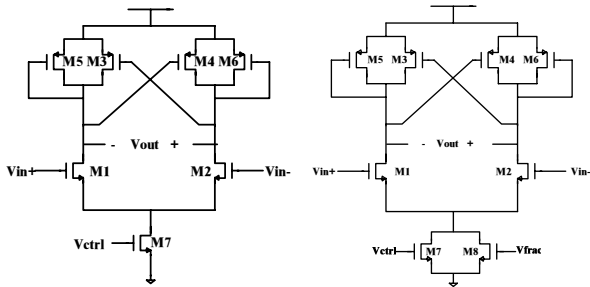 M5 M3 M4 M6
- Vout +
Vin+ M1 M2 Vin-
Vctrl M7
M5 M3 M4 M6
- Vout +
Vin+ M1 M2 Vin-
Vctrl M7 M8 Vfrac